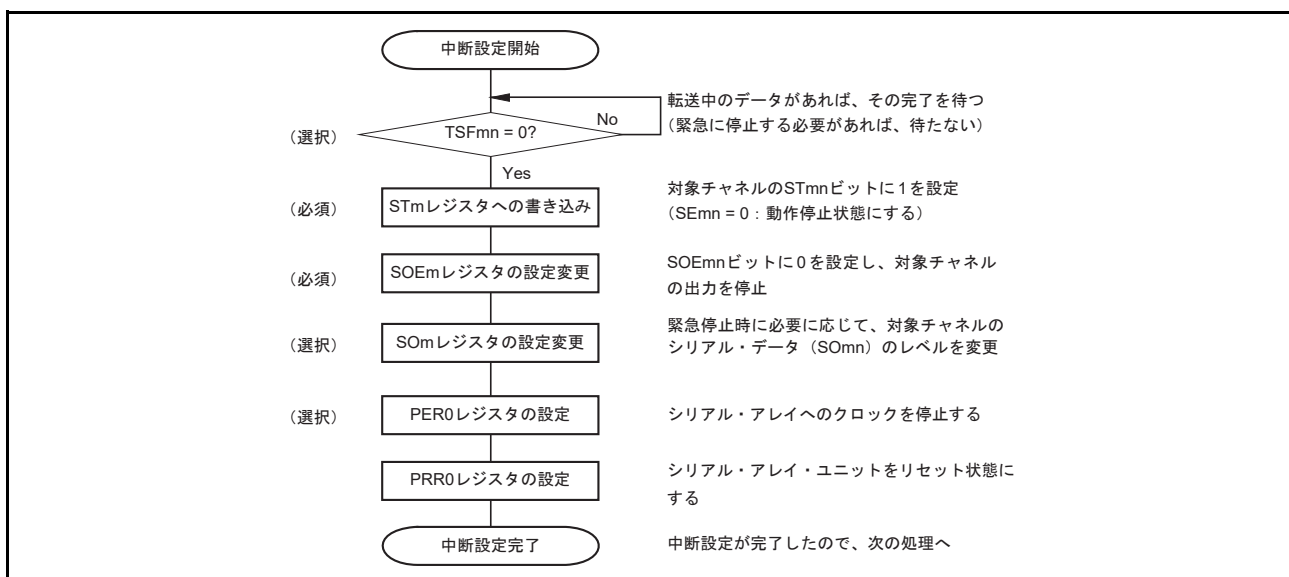 中断設定開始
転送中のデータがあれば、その完了を待つ
（緊急に停止する必要があれば、待たない）
No
（選択）
TSFmn = 0?
Yes
（必須）
STmレジスタへの書き込み
対象チャネルのSTmnビットに1を設定
（SEmn = 0：動作停止状態にする）
（必須）
SOEmレジスタの設定変更
SOEmnビットに0を設定し、対象チャネル
の出力を停止
（選択）
SOmレジスタの設定変更
緊急停止時に必要に応じて、対象チャネルの
シリアル・データ（SOmn）のレベルを変更
（選択）
PER0レジスタの設定
シリアル・アレイへのクロックを停止する
PRR0レジスタの設定
シリアル・アレイ・ユニットをリセット状態に
する
中断設定完了
中断設定が完了したので、次の処理へ